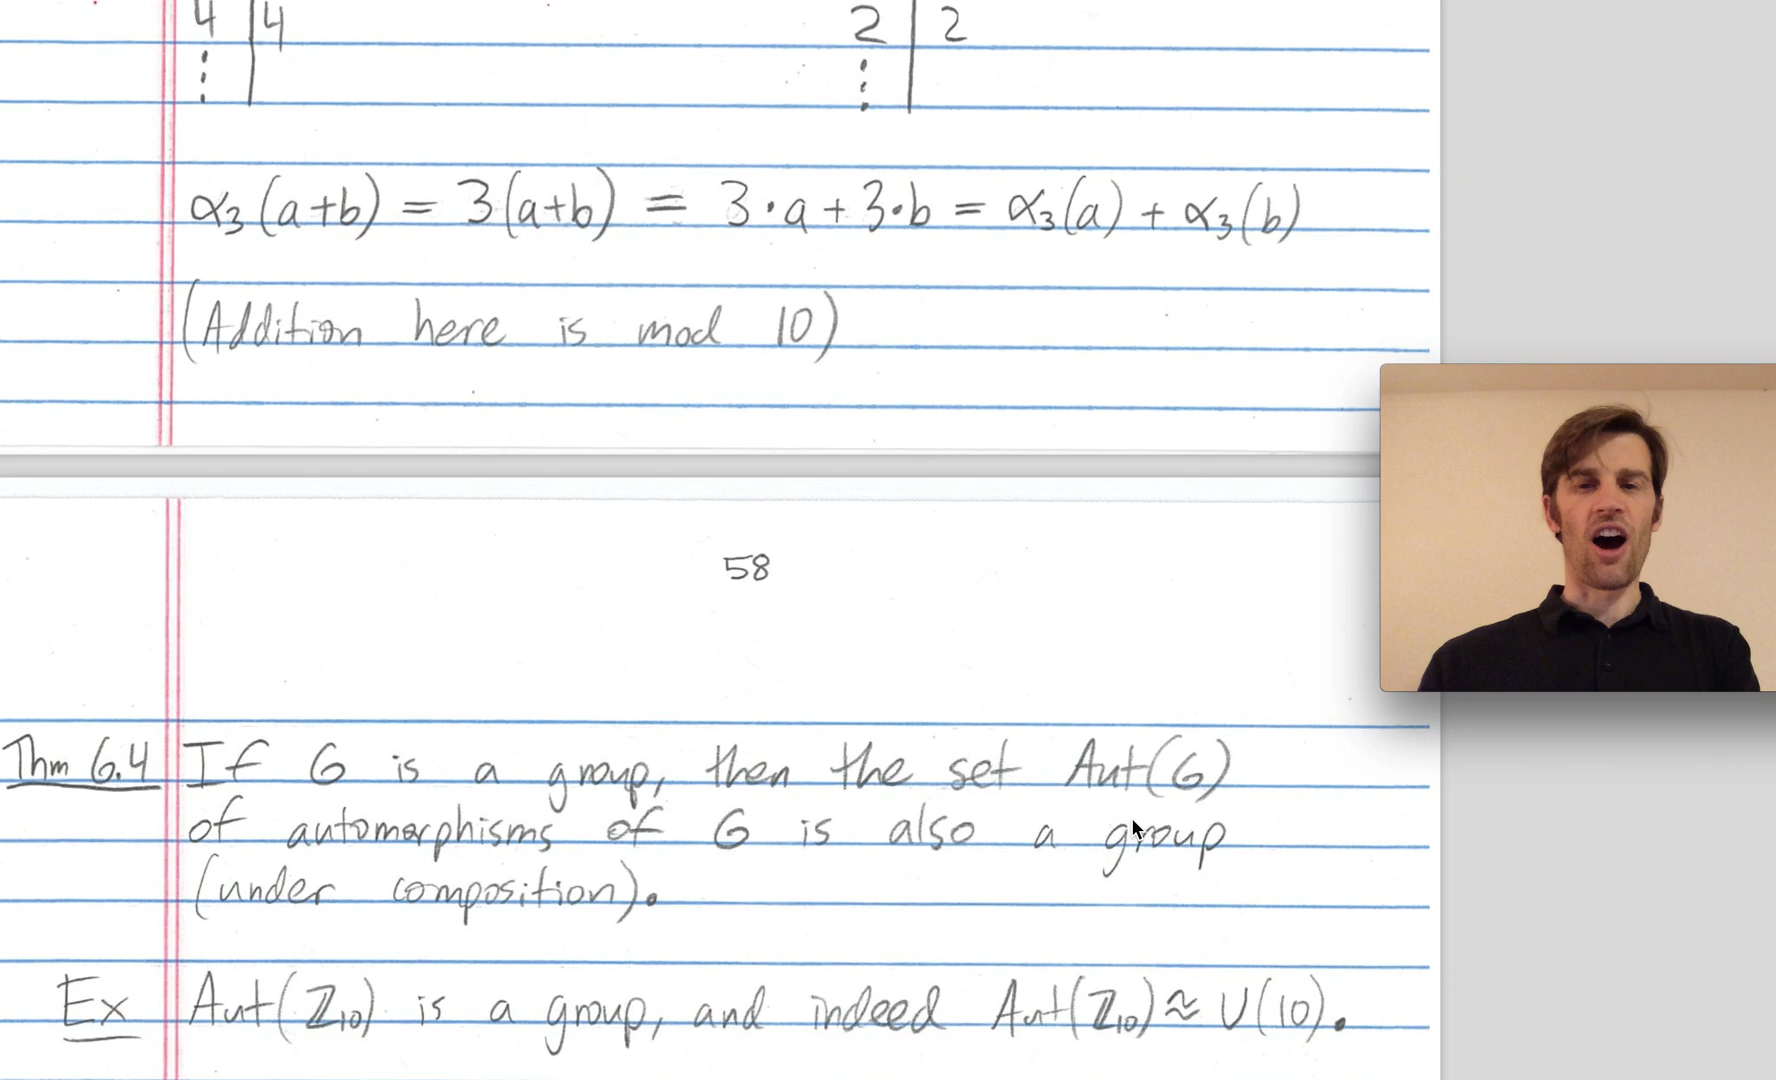 4 | 4 2 | 2
⋮ ⋮
α₃(a+b) = 3(a+b) = 3·a + 3·b = α₃(a) + α₃(b)
(Addition here is mod 10)
58
Thm 6.4 If G is a group, then the set Aut(G)
of automorphisms of G is also a group
(under composition).
Ex Aut(ℤ₁₀) is a group, and indeed Aut(ℤ₁₀) ≈ U(10).